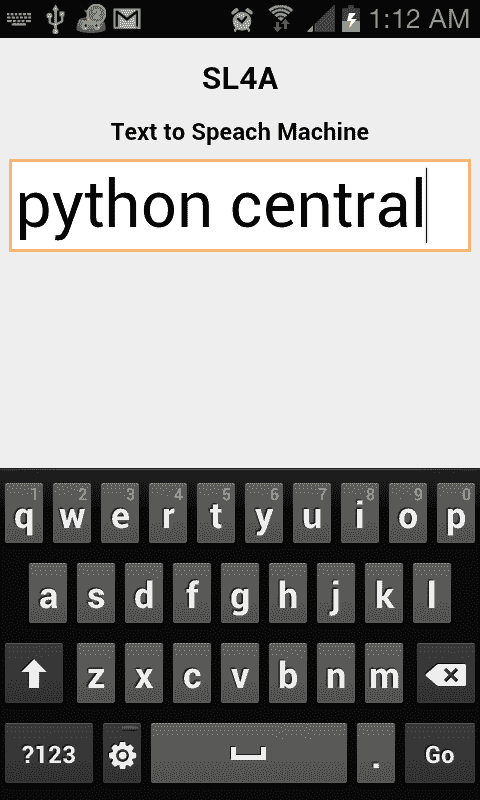 1:12 AM
SL4A
Text to Speach Machine
python central
1 2 3 4 5 6 7 8 9 0
q w e r t y u i o p
a s d f g h j k l
z x c v b n m
?123 . Go